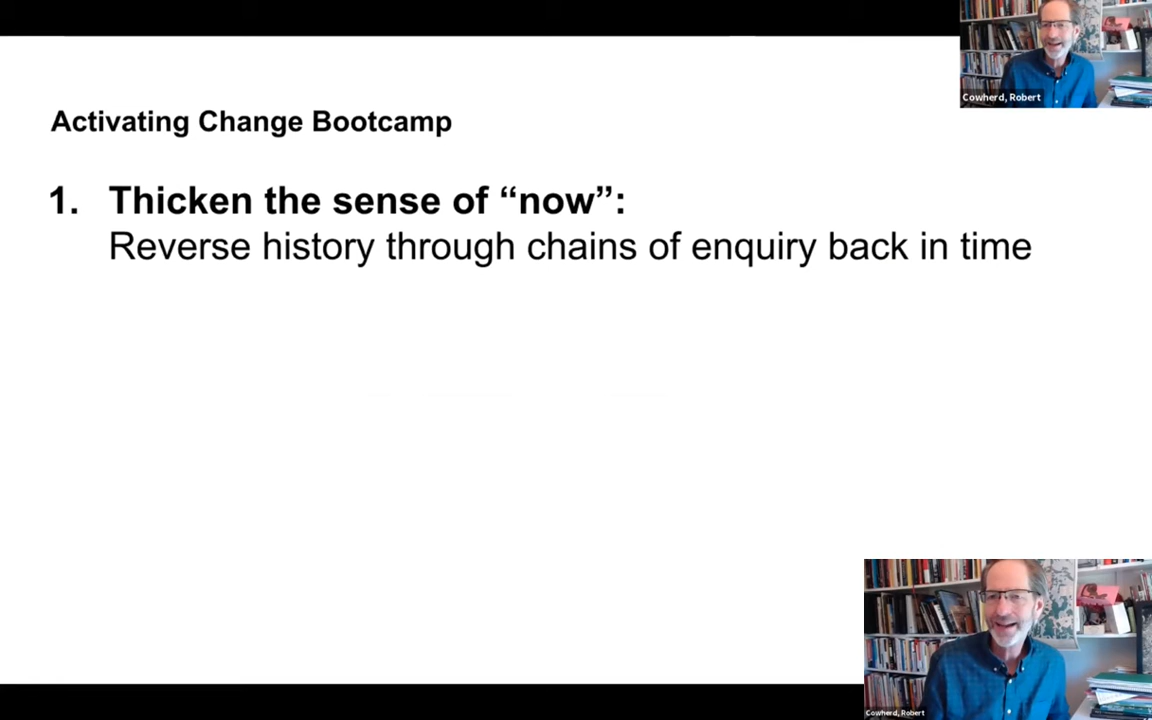 Cowherd, Robert
Activating Change Bootcamp
1. Thicken the sense of “now”:
Reverse history through chains of enquiry back in time
Cowherd, Robert